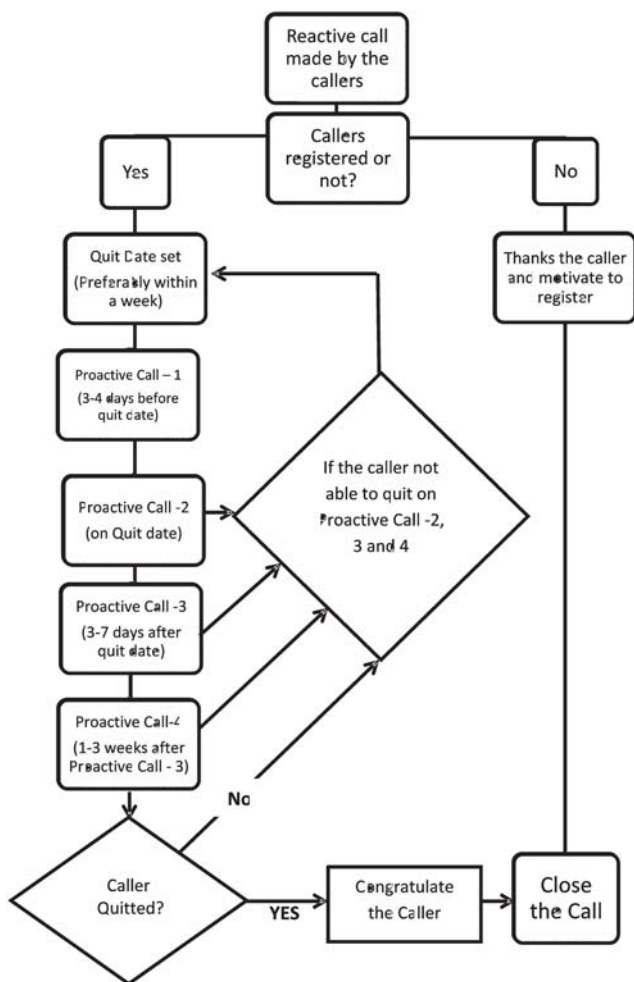 Reactive call
made by the
callers
Callers
registered or
not?
Yes
No
Quit Date set
(Preferably within
a week)
Thanks the caller
and motivate to
register
Proactive Call – 1
(3-4 days before
quit date)
If the caller not
able to quit on
Proactive Call -2,
3 and 4
Proactive Call -2
(on Quit date)
Proactive Call -3
(3-7 days after
quit date)
Proactive Call-4
(1-3 weeks after
Proactive Call - 3)
No
Caller
Quitted?
YES
Congratulate
the Caller
Close
the Call